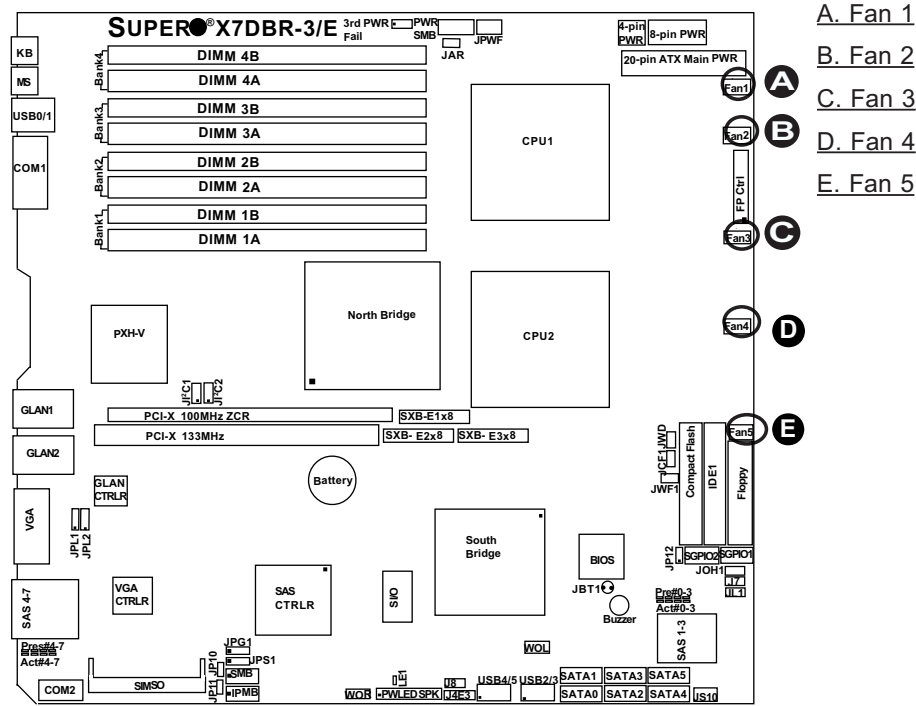 SUPER®X7DBR-3/E
3rd PWR Fail
PWR SMB
JAR
JPWF
4-pin PWR
8-pin PWR
20-pin ATX Main PWR
A. Fan 1
B. Fan 2
C. Fan 3
D. Fan 4
E. Fan 5
KB
MS
USB0/1
COM1
Bank4
DIMM 4B
DIMM 4A
Bank3
DIMM 3B
DIMM 3A
Bank2
DIMM 2B
DIMM 2A
Bank1
DIMM 1B
DIMM 1A
CPU1
Fan1
A
Fan2
B
FP Ctrl
Fan3
C
North Bridge
CPU2
Fan4
D
PXH-V
JI²C1
JI²C2
GLAN1
PCI-X 100MHz ZCR
SXB-E1x8
PCI-X 133MHz
SXB- E2x8
SXB- E3x8
Fan5
E
GLAN2
GLAN CTRLR
Battery
JWD
JCF1
JWF1
Compact Flash
IDE1
Floppy
VGA
JPL1
JPL2
South Bridge
BIOS
JP12
SGPIO2
SGPIO1
JOH1
J7
JL1
JBT1
Buzzer
Pre#0-3
Act#0-3
SAS 1-3
SAS 4-7
VGA CTRLR
SAS CTRLR
SIO
Pres#4-7
Act#4-7
JPG1
JPS1
JP10
SMB
JP11
IPMB
COM2
SIMSO
WOL
WOR
LE1
PWLED SPK
J8
J4E3
USB4/5
USB2/3
SATA1
SATA3
SATA5
SATA0
SATA2
SATA4
JS10